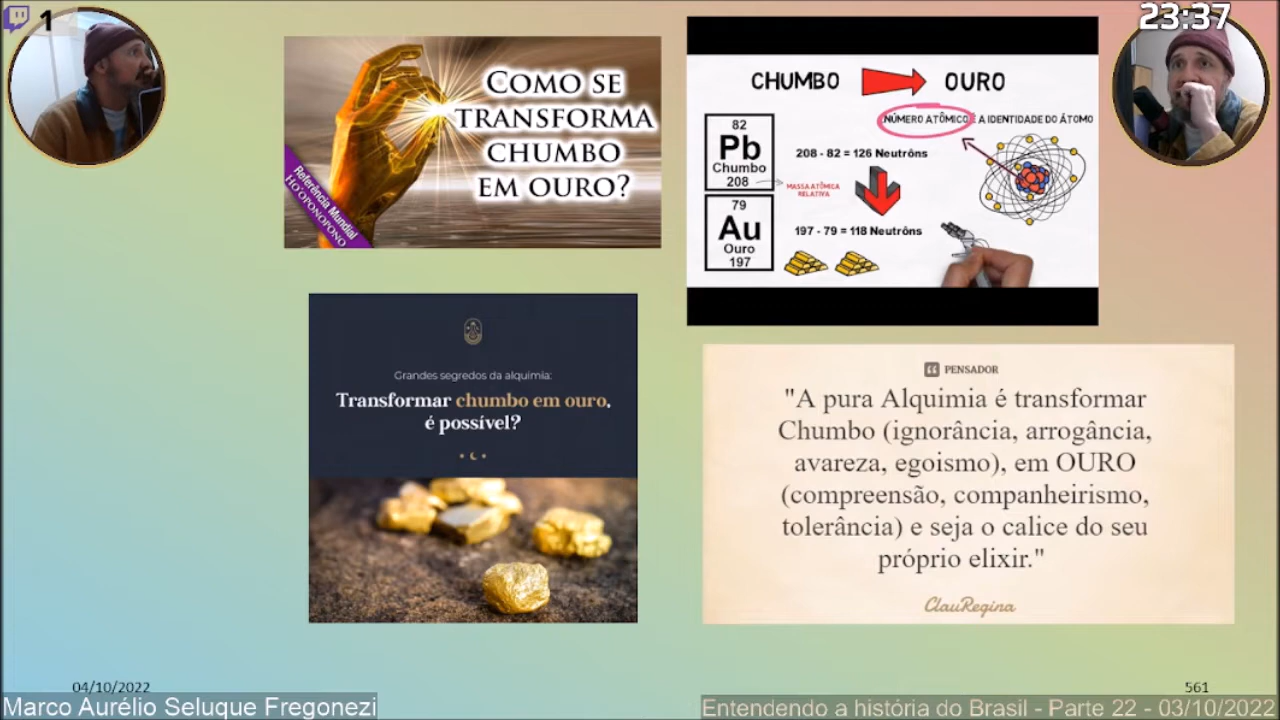 1
23:37
COMO SE
TRANSFORMA
CHUMBO
EM OURO?
Referência Mundial
HO'OPONOPONO
CHUMBO
OURO
NÚMERO ATÔMICO É A IDENTIDADE DO ÁTOMO
82
Pb
Chumbo
208
208 - 82 = 126 Neutrôns
MASSA ATÔMICA
RELATIVA
79
Au
Ouro
197
197 - 79 = 118 Neutrôns
Grandes segredos da alquimia:
Transformar chumbo em ouro,
é possível?
PENSADOR
"A pura Alquimia é transformar
Chumbo (ignorância, arrogância,
avareza, egoismo), em OURO
(compreensão, companheirismo,
tolerância) e seja o calice do seu
próprio elixir."
ClauRegina
04/10/2022
561
Marco Aurélio Seluque Fregonezi
Entendendo a história do Brasil - Parte 22 - 03/10/2022